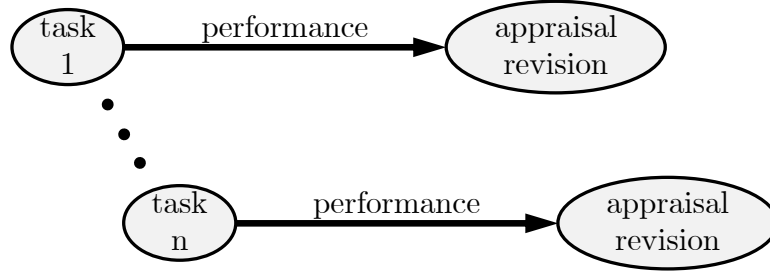 task
1
performance
appraisal
revision
task
n
performance
appraisal
revision